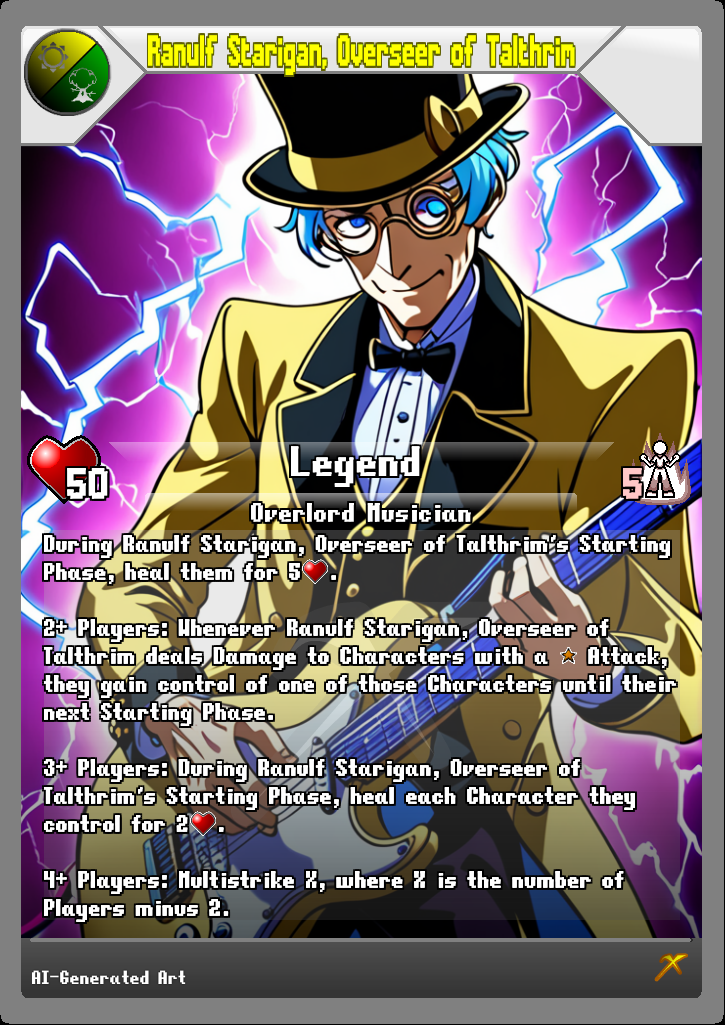 Ranulf Starigan, Overseer of Talthrim
Legend
50
5
Overlord Musician
During Ranulf Starigan, Overseer of Talthrim's Starting
Phase, heal them for 5❤.
2+ Players: Whenever Ranulf Starigan, Overseer of
Talthrim deals Damage to Characters with a ★ Attack,
they gain control of one of those Characters until their
next Starting Phase.
3+ Players: During Ranulf Starigan, Overseer of
Talthrim's Starting Phase, heal each Character they
control for 2❤.
4+ Players: Multistrike X, where X is the number of
Players minus 2.
AI-Generated Art